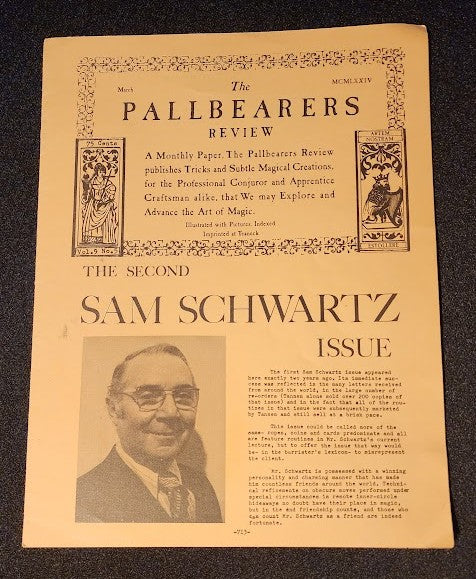 March
The
MCMLXXIV
PALLBEARERS
REVIEW
75 Cents
ARTEM
NOSTRAM
A Monthly Paper. The Pallbearers Review
publishes Tricks and Subtle Magical Creations,
for the Professional Conjuror and Apprentice
Craftsman alike, that We may Explore and
Advance the Art of Magic.
Illustrated with Pictures. Indexed
Imprinted at Teaneck
Vol.9 No.
THE SECOND
SAM SCHWARTZ
ISSUE
The first Sam Schwartz issue appeared
here exactly two years ago. Its immediate suc-
cess was reflected in the many letters received
from around the world, in the large number of
re-orders (Tannen alone sold over 200 copies of
that issue) and in the fact that all of the rou-
tines in that issue were subsequently marketed
by Tannen and still sell at a brisk pace.
This issue could be called more of the
same- ropes, coins and cards predominate and all
are feature routines in Mr. Schwartz's current
lecture, but to offer the issue that way would
be- in the barrister's lexicon- to misrepresent
the client.
Mr. Schwartz is possessed with a winning
personality and charming manner that has made
him countless friends around the world. Techni-
cal refinements on obscure moves performed under
special circumstances in remote inner-circle
hideaways no doubt have their place in magic,
but in the end friendship counts, and those who
can count Mr. Schwartz as a friend are indeed
fortunate.
-713-